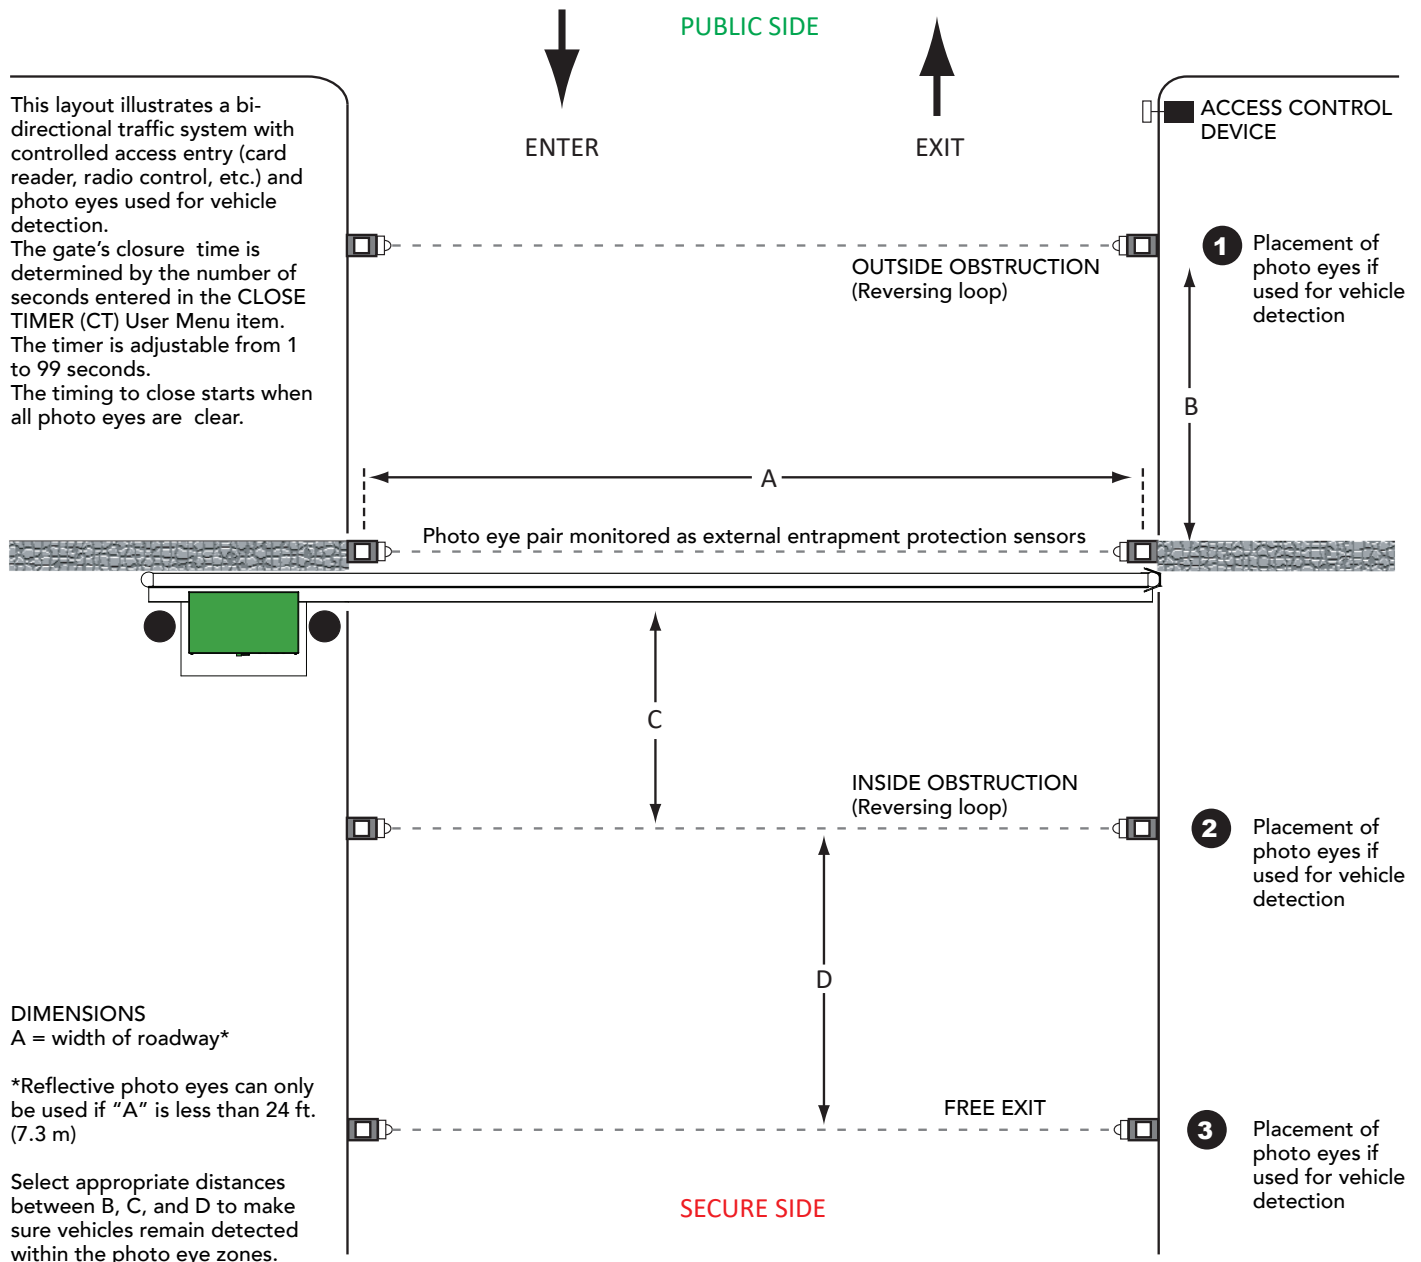 PUBLIC SIDE
This layout illustrates a bi-
directional traffic system with
controlled access entry (card
reader, radio control, etc.) and
photo eyes used for vehicle
detection.
The gate's closure time is
determined by the number of
seconds entered in the CLOSE
TIMER (CT) User Menu item.
The timer is adjustable from 1
to 99 seconds.
The timing to close starts when
all photo eyes are clear.
ENTER
EXIT
ACCESS CONTROL
DEVICE
OUTSIDE OBSTRUCTION
(Reversing loop)
1
Placement of
photo eyes if
used for vehicle
detection
B
A
Photo eye pair monitored as external entrapment protection sensors
C
INSIDE OBSTRUCTION
(Reversing loop)
2
Placement of
photo eyes if
used for vehicle
detection
D
DIMENSIONS
A = width of roadway*
*Reflective photo eyes can only
be used if “A” is less than 24 ft.
(7.3 m)
Select appropriate distances
between B, C, and D to make
sure vehicles remain detected
within the photo eye zones.
FREE EXIT
3
Placement of
photo eyes if
used for vehicle
detection
SECURE SIDE